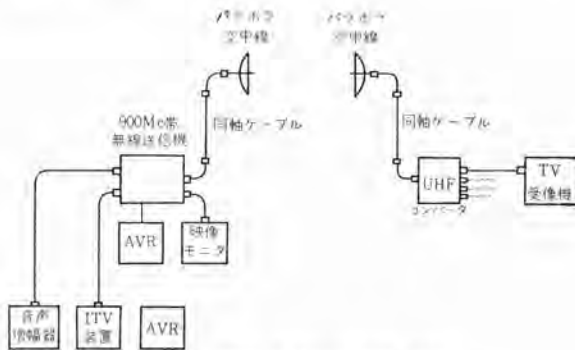 パラボラ
空中線
パラボラ
空中線
900Mc帯
無線送信機
同軸ケーブル
同軸ケーブル
UHF
コンバータ
TV
受像機
AVR
映像
モニタ
音声
増幅器
ITV
装置
AVR